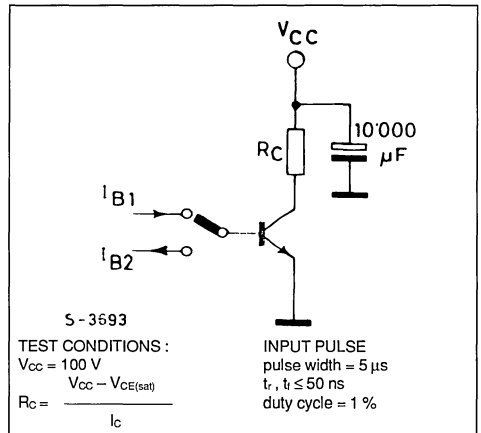 VCC
10'000
RC
µF
IB1
IB2
S-3693
TEST CONDITIONS :
VCC = 100 V
RC = VCC – VCE(sat)
IC
INPUT PULSE
pulse width = 5 µs
tr , tf ≤ 50 ns
duty cycle = 1 %